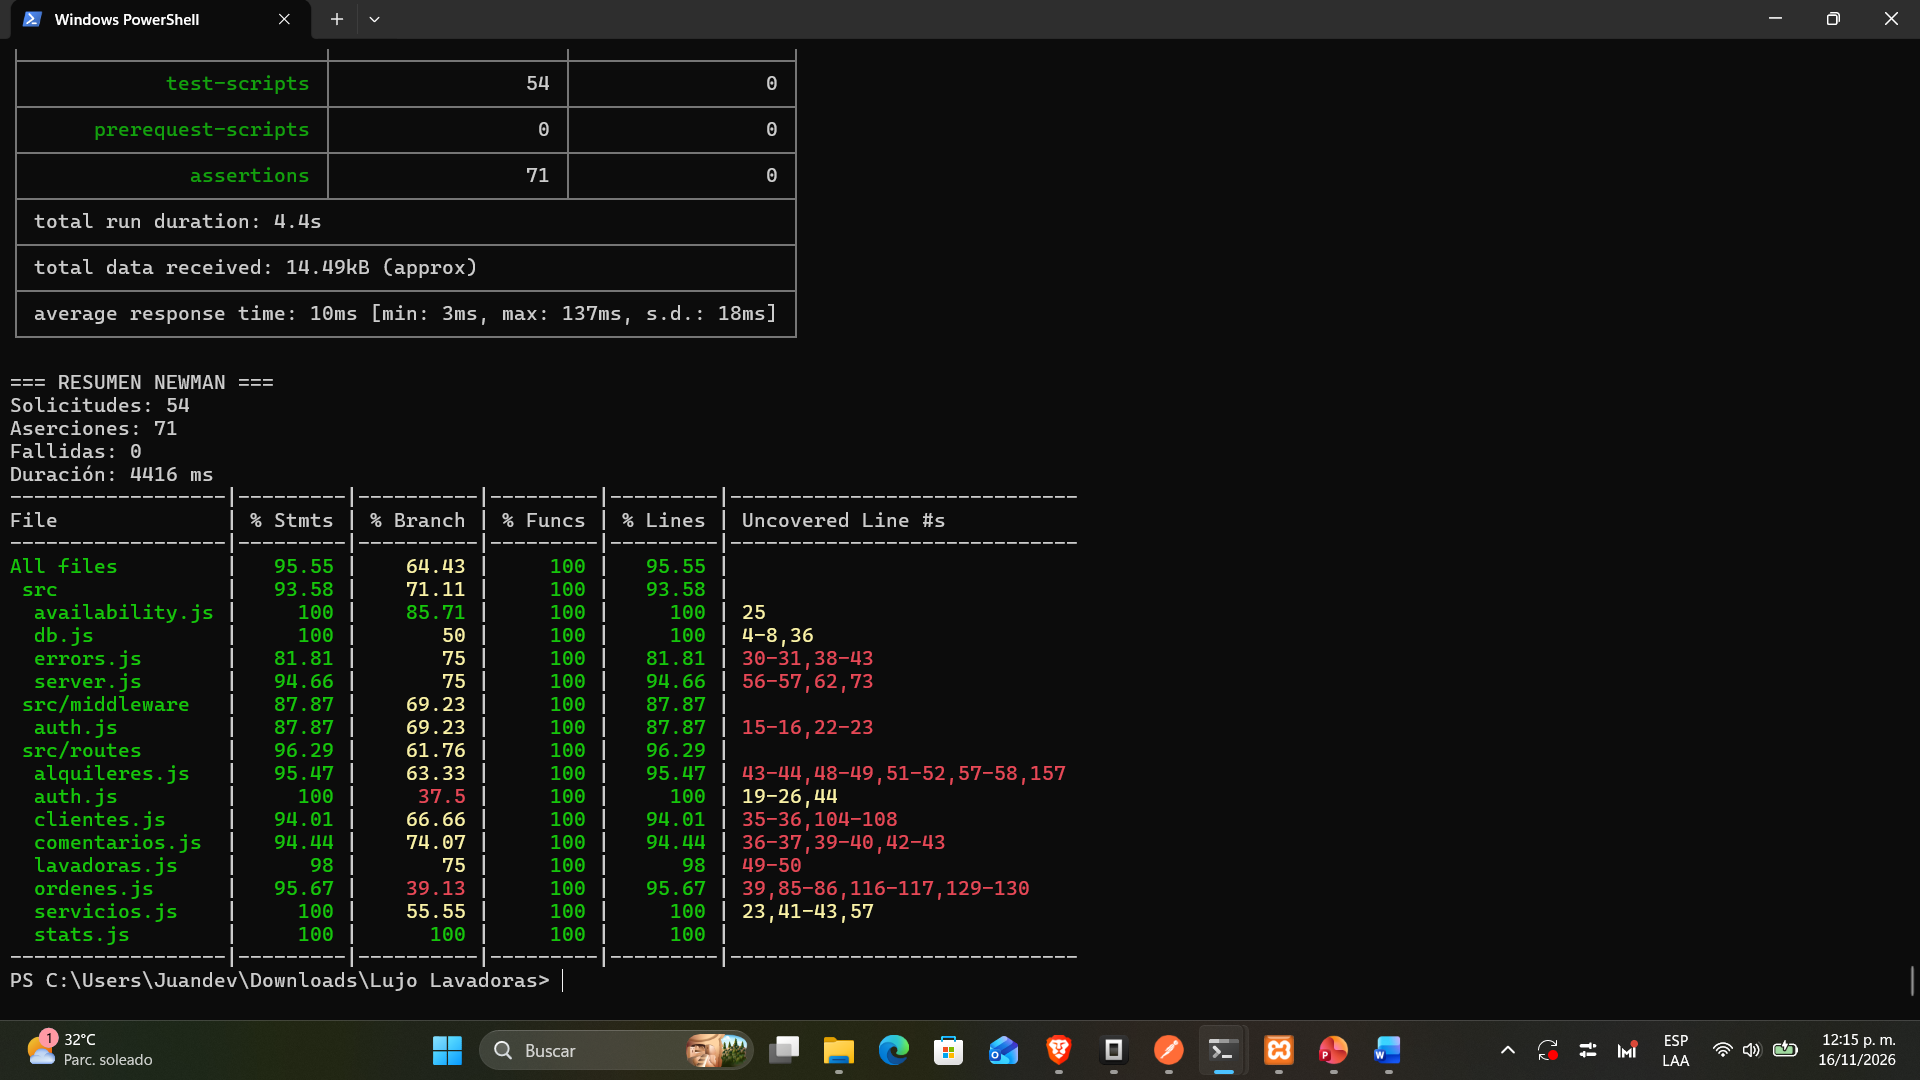 Windows PowerShell
test-scripts 54 0
prerequest-scripts 0 0
assertions 71 0
total run duration: 4.4s
total data received: 14.49kB (approx)
average response time: 10ms [min: 3ms, max: 137ms, s.d.: 18ms]
=== RESUMEN NEWMAN ===
Solicitudes: 54
Aserciones: 71
Fallidas: 0
Duración: 4416 ms
------------------|---------|----------|---------|---------|-----------------------------
File | % Stmts | % Branch | % Funcs | % Lines | Uncovered Line #s
------------------|---------|----------|---------|---------|-----------------------------
All files | 95.55 | 64.43 | 100 | 95.55 |
src | 93.58 | 71.11 | 100 | 93.58 |
availability.js | 100 | 85.71 | 100 | 100 | 25
db.js | 100 | 50 | 100 | 100 | 4-8,36
errors.js | 81.81 | 75 | 100 | 81.81 | 30-31,38-43
server.js | 94.66 | 75 | 100 | 94.66 | 56-57,62,73
src/middleware | 87.87 | 69.23 | 100 | 87.87 |
auth.js | 87.87 | 69.23 | 100 | 87.87 | 15-16,22-23
src/routes | 96.29 | 61.76 | 100 | 96.29 |
alquileres.js | 95.47 | 63.33 | 100 | 95.47 | 43-44,48-49,51-52,57-58,157
auth.js | 100 | 37.5 | 100 | 100 | 19-26,44
clientes.js | 94.01 | 66.66 | 100 | 94.01 | 35-36,104-108
comentarios.js | 94.44 | 74.07 | 100 | 94.44 | 36-37,39-40,42-43
lavadoras.js | 98 | 75 | 100 | 98 | 49-50
ordenes.js | 95.67 | 39.13 | 100 | 95.67 | 39,85-86,116-117,129-130
servicios.js | 100 | 55.55 | 100 | 100 | 23,41-43,57
stats.js | 100 | 100 | 100 | 100 |
------------------|---------|----------|---------|---------|-----------------------------
PS C:\Users\Juandev\Downloads\Lujo Lavadoras>
1
32°C
Parc. soleado
Buscar
ESP
LAA
12:15 p. m.
16/11/2026